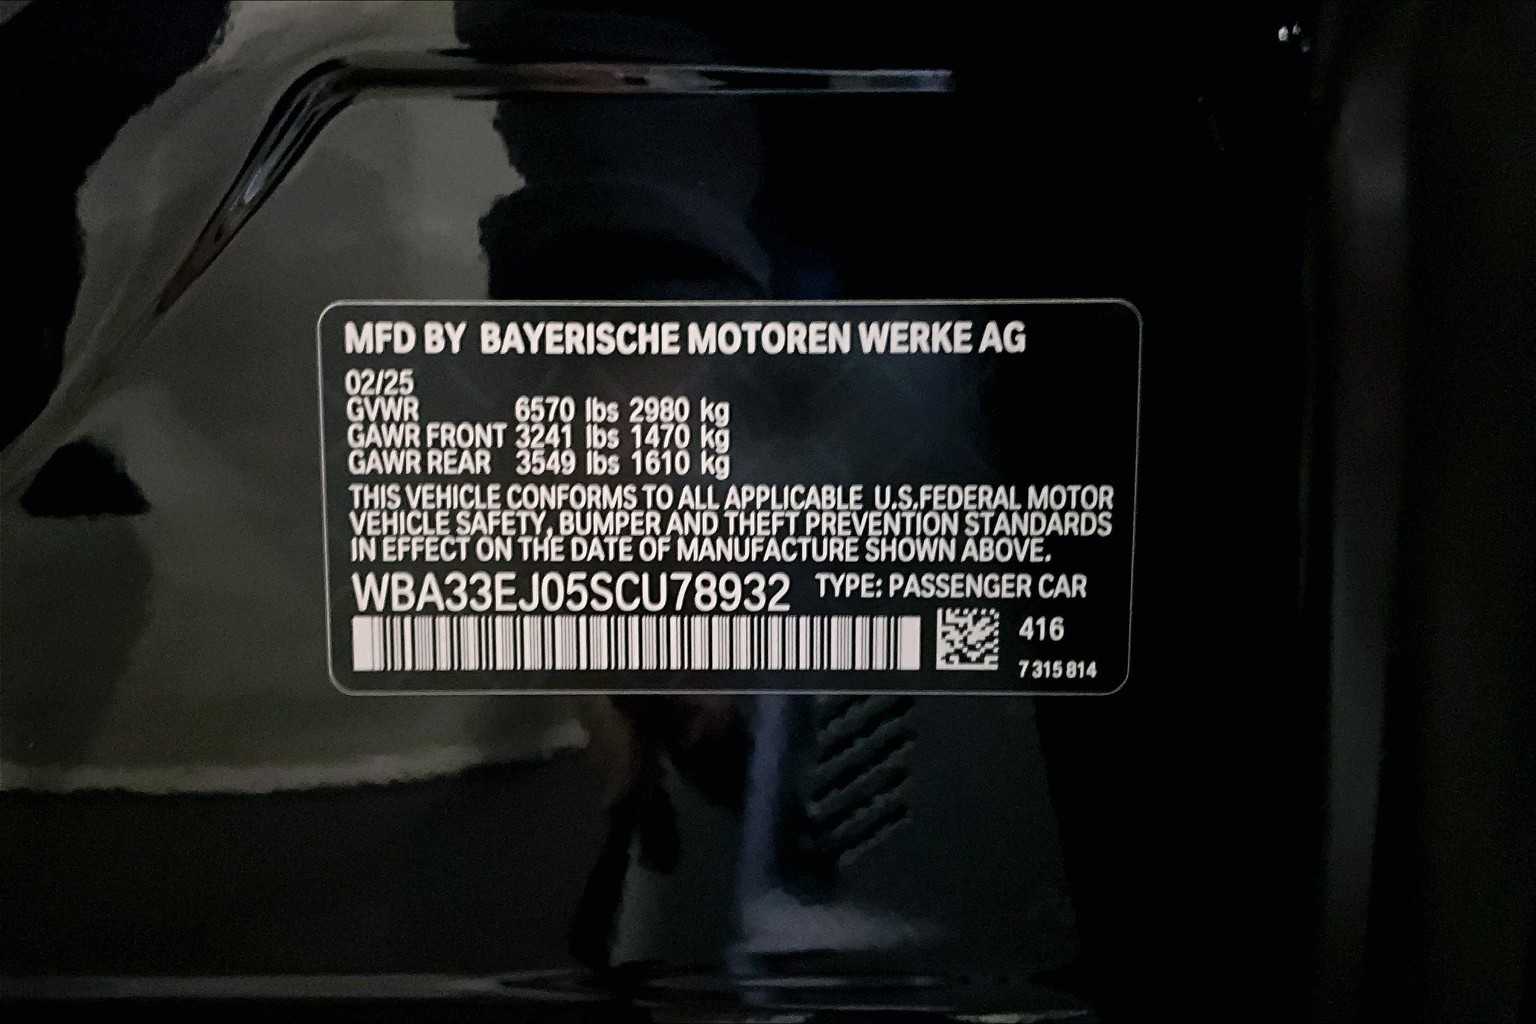 MFD BY BAYERISCHE MOTOREN WERKE AG
02/25
GVWR 6570 lbs 2980 kg
GAWR FRONT 3241 lbs 1470 kg
GAWR REAR 3549 lbs 1610 kg
THIS VEHICLE CONFORMS TO ALL APPLICABLE U.S.FEDERAL MOTOR
VEHICLE SAFETY, BUMPER AND THEFT PREVENTION STANDARDS
IN EFFECT ON THE DATE OF MANUFACTURE SHOWN ABOVE.
WBA33EJ05SCU78932 TYPE: PASSENGER CAR
416
7 315 814